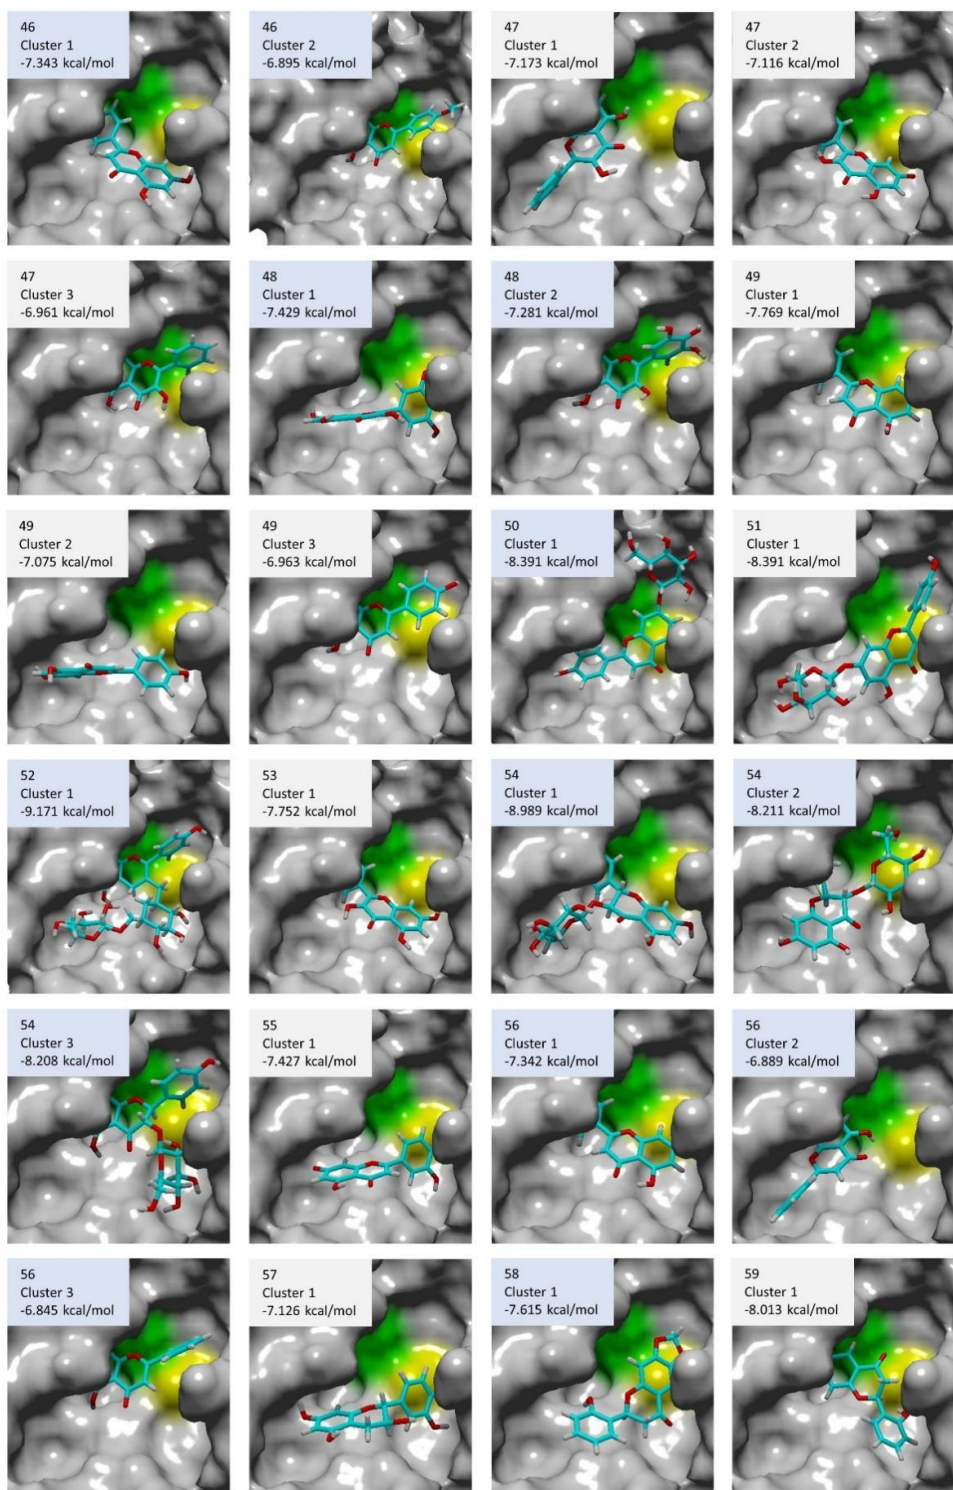 46
Cluster 1
-7.343 kcal/mol
46
Cluster 2
-6.895 kcal/mol
47
Cluster 1
-7.173 kcal/mol
47
Cluster 2
-7.116 kcal/mol
47
Cluster 3
-6.961 kcal/mol
48
Cluster 1
-7.429 kcal/mol
48
Cluster 2
-7.281 kcal/mol
49
Cluster 1
-7.769 kcal/mol
49
Cluster 2
-7.075 kcal/mol
49
Cluster 3
-6.963 kcal/mol
50
Cluster 1
-8.391 kcal/mol
51
Cluster 1
-8.391 kcal/mol
52
Cluster 1
-9.171 kcal/mol
53
Cluster 1
-7.752 kcal/mol
54
Cluster 1
-8.989 kcal/mol
54
Cluster 2
-8.211 kcal/mol
54
Cluster 3
-8.208 kcal/mol
55
Cluster 1
-7.427 kcal/mol
56
Cluster 1
-7.342 kcal/mol
56
Cluster 2
-6.889 kcal/mol
56
Cluster 3
-6.845 kcal/mol
57
Cluster 1
-7.126 kcal/mol
58
Cluster 1
-7.615 kcal/mol
59
Cluster 1
-8.013 kcal/mol